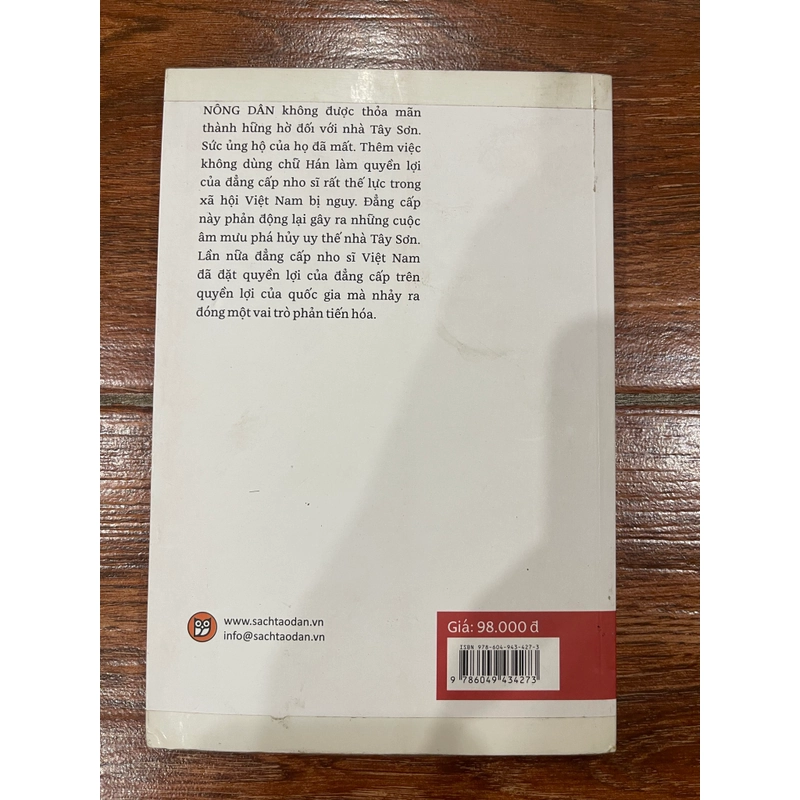 NÔNG DÂN không được thỏa mãn
thành hững hờ đối với nhà Tây Sơn.
Sức ủng hộ của họ đã mất. Thêm việc
không dùng chữ Hán làm quyền lợi
của đẳng cấp nho sĩ rất thế lực trong
xã hội Việt Nam bị nguy. Đẳng cấp
này phản động lại gây ra những cuộc
âm mưu phá hủy uy thế nhà Tây Sơn.
Lần nữa đẳng cấp nho sĩ Việt Nam
đã đặt quyền lợi của đẳng cấp trên
quyền lợi của quốc gia mà nhảy ra
đóng một vai trò phản tiến hóa.
www.sachtaodan.vn
info@sachtaodan.vn
Giá: 98.000 đ
ISBN 978-604-943-427-3
9 786049 434273